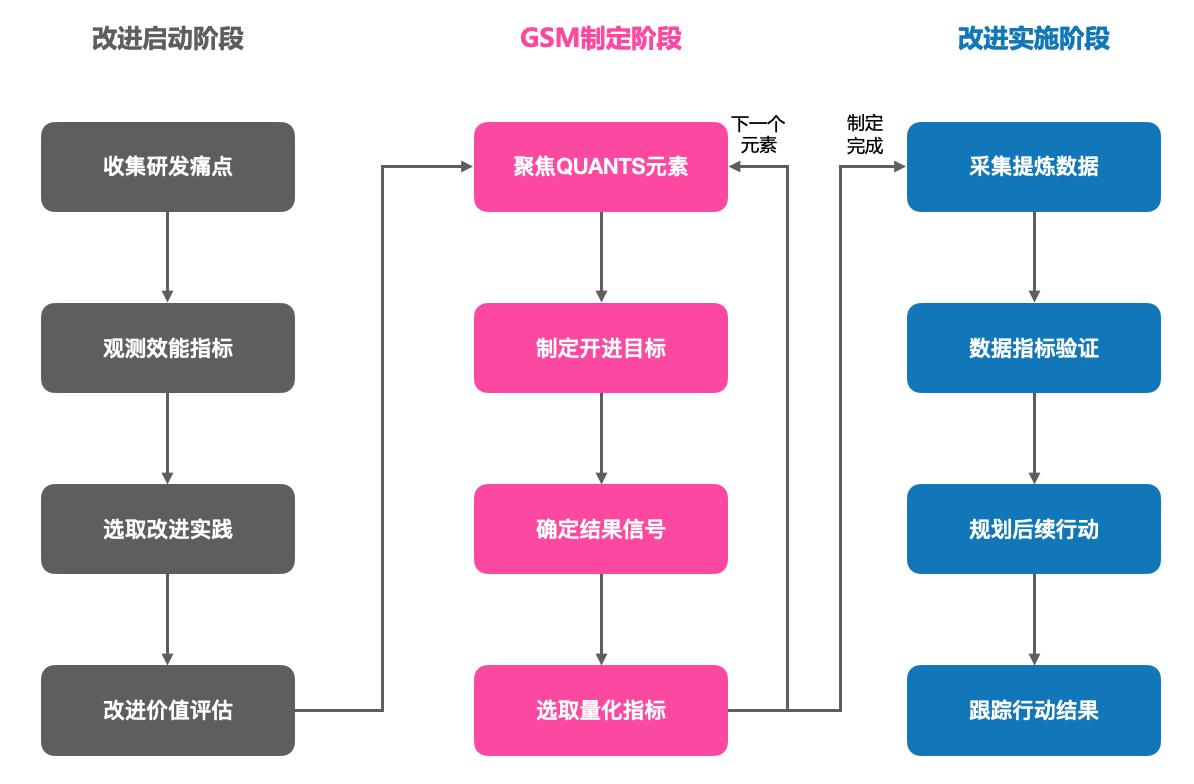 改进启动阶段
GSM制定阶段
改进实施阶段
收集研发痛点
观测效能指标
选取改进实践
改进价值评估
聚焦QUANTS元素
制定开进目标
确定结果信号
选取量化指标
下一个
元素
制定
完成
采集提炼数据
数据指标验证
规划后续行动
跟踪行动结果